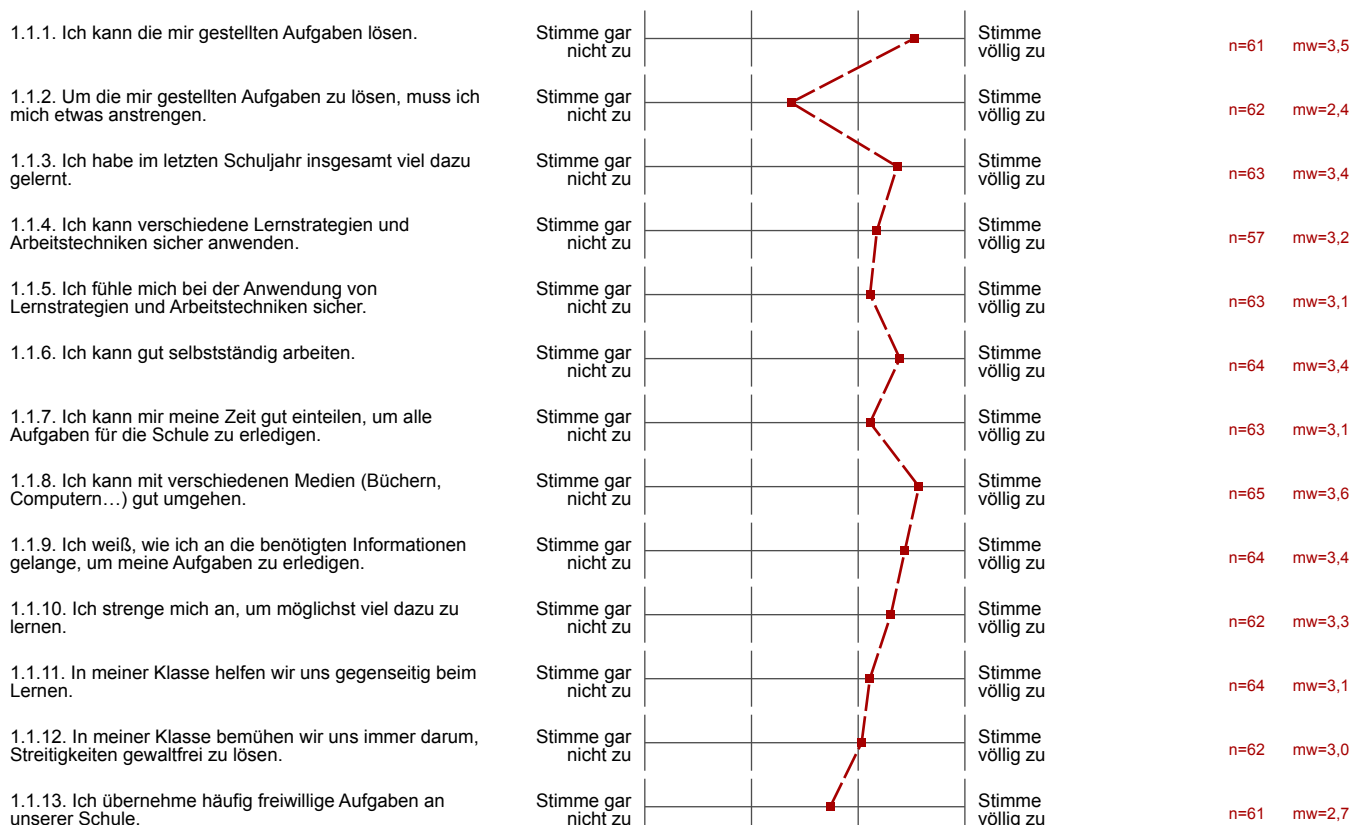 1.1.1. Ich kann die mir gestellten Aufgaben lösen.
Stimme gar
nicht zu
Stimme
völlig zu
n=61 mw=3,5
1.1.2. Um die mir gestellten Aufgaben zu lösen, muss ich
mich etwas anstrengen.
Stimme gar
nicht zu
Stimme
völlig zu
n=62 mw=2,4
1.1.3. Ich habe im letzten Schuljahr insgesamt viel dazu
gelernt.
Stimme gar
nicht zu
Stimme
völlig zu
n=63 mw=3,4
1.1.4. Ich kann verschiedene Lernstrategien und
Arbeitstechniken sicher anwenden.
Stimme gar
nicht zu
Stimme
völlig zu
n=57 mw=3,2
1.1.5. Ich fühle mich bei der Anwendung von
Lernstrategien und Arbeitstechniken sicher.
Stimme gar
nicht zu
Stimme
völlig zu
n=63 mw=3,1
1.1.6. Ich kann gut selbstständig arbeiten.
Stimme gar
nicht zu
Stimme
völlig zu
n=64 mw=3,4
1.1.7. Ich kann mir meine Zeit gut einteilen, um alle
Aufgaben für die Schule zu erledigen.
Stimme gar
nicht zu
Stimme
völlig zu
n=63 mw=3,1
1.1.8. Ich kann mit verschiedenen Medien (Büchern,
Computern…) gut umgehen.
Stimme gar
nicht zu
Stimme
völlig zu
n=65 mw=3,6
1.1.9. Ich weiß, wie ich an die benötigten Informationen
gelange, um meine Aufgaben zu erledigen.
Stimme gar
nicht zu
Stimme
völlig zu
n=64 mw=3,4
1.1.10. Ich strenge mich an, um möglichst viel dazu zu
lernen.
Stimme gar
nicht zu
Stimme
völlig zu
n=62 mw=3,3
1.1.11. In meiner Klasse helfen wir uns gegenseitig beim
Lernen.
Stimme gar
nicht zu
Stimme
völlig zu
n=64 mw=3,1
1.1.12. In meiner Klasse bemühen wir uns immer darum,
Streitigkeiten gewaltfrei zu lösen.
Stimme gar
nicht zu
Stimme
völlig zu
n=62 mw=3,0
1.1.13. Ich übernehme häufig freiwillige Aufgaben an
unserer Schule.
Stimme gar
nicht zu
Stimme
völlig zu
n=61 mw=2,7